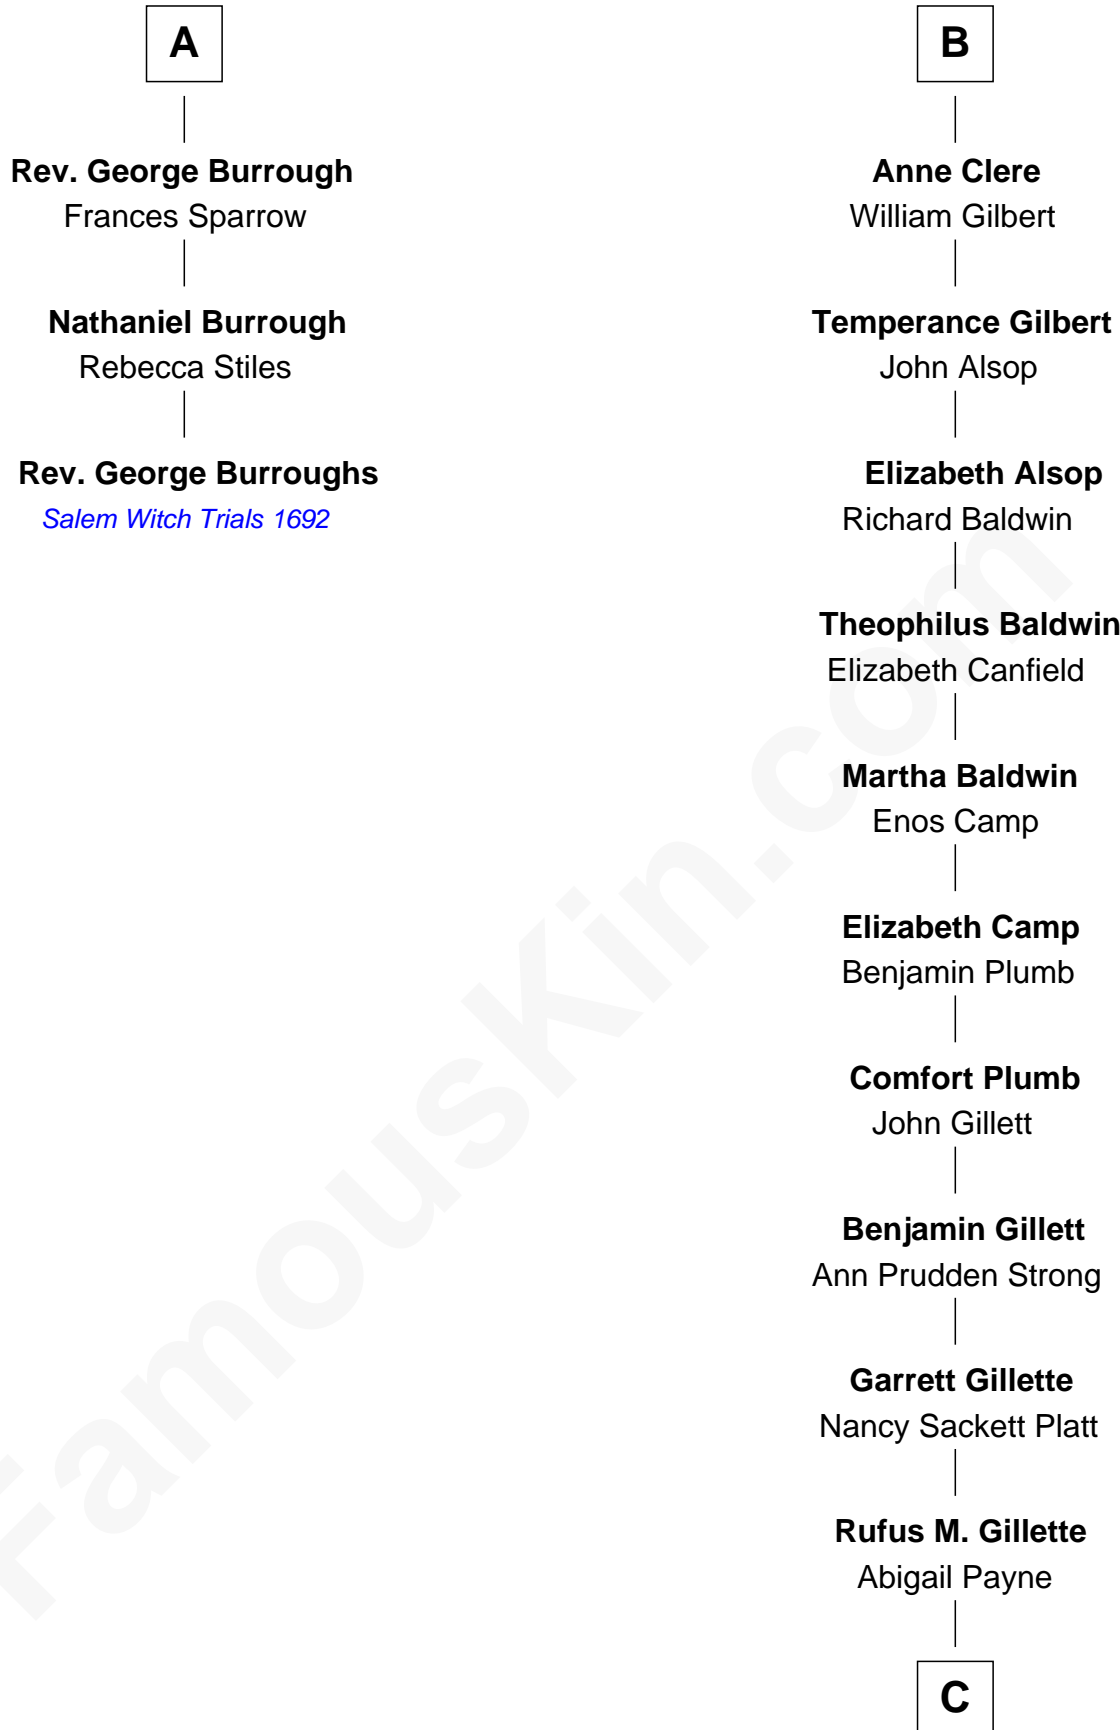 A
Rev. George Burrough
Frances Sparrow
Nathaniel Burrough
Rebecca Stiles
Rev. George Burroughs
Salem Witch Trials 1692
B
Anne Clere
William Gilbert
Temperance Gilbert
John Alsop
Elizabeth Alsop
Richard Baldwin
Theophilus Baldwin
Elizabeth Canfield
Martha Baldwin
Enos Camp
Elizabeth Camp
Benjamin Plumb
Comfort Plumb
John Gillett
Benjamin Gillett
Ann Prudden Strong
Garrett Gillette
Nancy Sackett Platt
Rufus M. Gillette
Abigail Payne
C
FamousKin.com